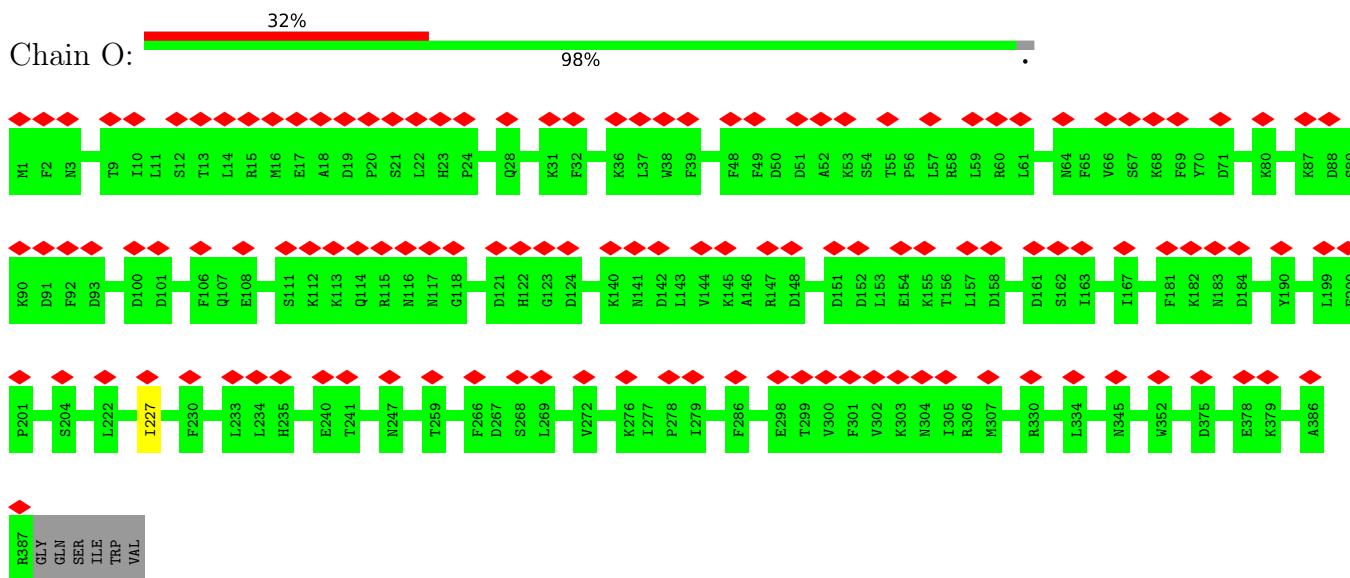 32%
Chain O:
98%
•
M1 F2 N3 T9 I10 L11 S12 T13 L14 R15 M16 E17 A18 D19 P20 S21 L22 H23 P24 Q28 K31 F32 K36 L37 W38 F39 F48 F49 D50 D51 A52 K53 S54 T55 P56 L57 R58 L59 R60 L61 N64 F65 V66 S67 K68 F69 Y70 D71 K80 K87 D88 S89
K90 D91 F92 D93 D100 D101 F106 Q107 E108 S111 K112 K113 Q114 R115 N116 N117 G118 D121 H122 G123 D124 K140 N141 D142 L143 V144 K145 A146 R147 D148 D151 D152 L153 E154 K155 T156 L157 D158 D161 S162 I163 I167 F181 K182 N183 D184 Y190 L199
P201 S204 L222 I227 F230 L233 L234 H235 E240 T241 N247 T259 F266 D267 S268 L269 V272 K276 I277 P278 I279 F286 E298 T299 V300 F301 V302 K303 N304 I305 R306 M307 R330 L334 N345 W352 D375 E378 K379 A386
R387 GLY GLN SER ILE TRP VAL